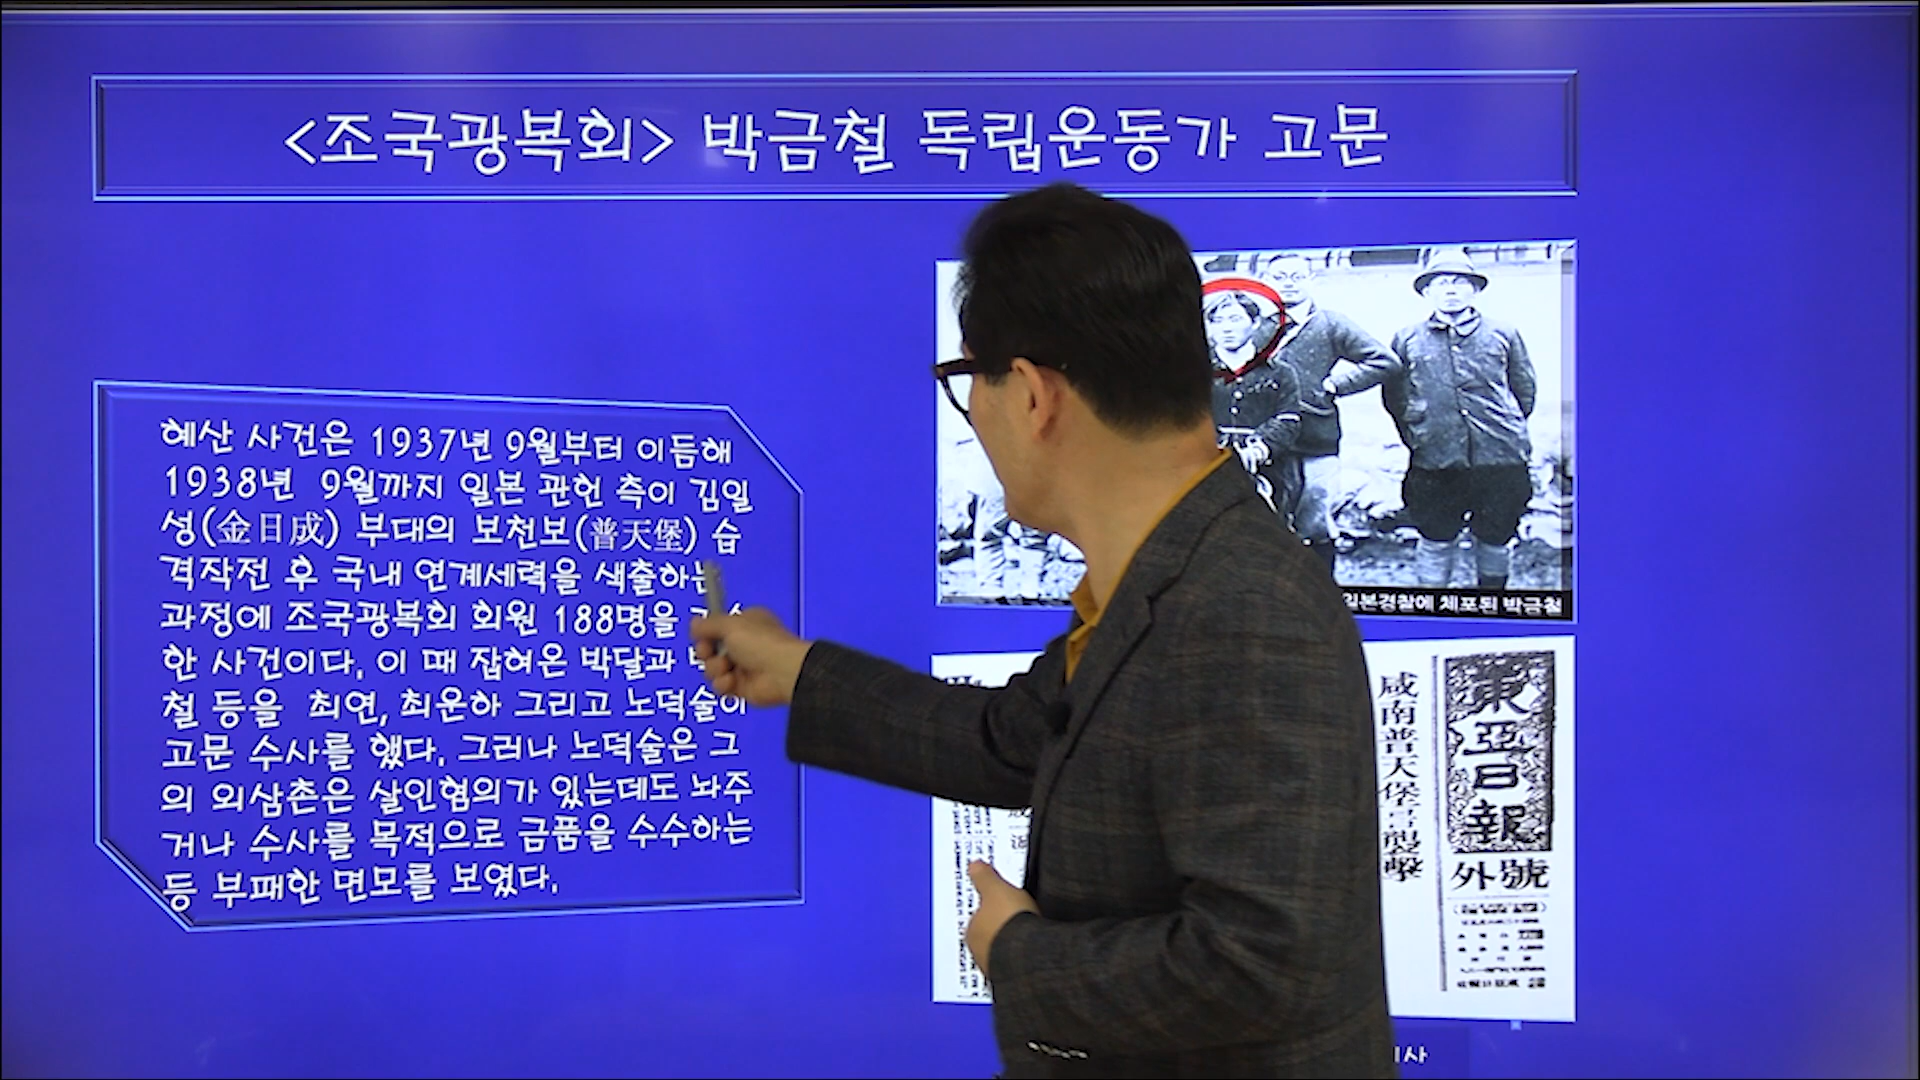 <조국광복회> 박금철 독립운동가 고문
혜산 사건은 1937년 9월부터 이듬해
1938년 9월까지 일본 관헌 측이 김일
성(金日成) 부대의 보천보(普天堡) 습
격작전 후 국내 연계세력을 색출하는
과정에 조국광복회 회원 188명을
한 사건이다. 이 때 잡혀온 박달과
철 등을 최연, 최운하 그리고 노덕술이
고문 수사를 했다. 그러나 노덕술은 그
의 외삼촌은 살인혐의가 있는데도 놔주
거나 수사를 목적으로 금품을 수수하는
등 부패한 면모를 보였다.
일본경찰에 체포된 박금철
東亞日報
外號
咸南普天堡를襲擊